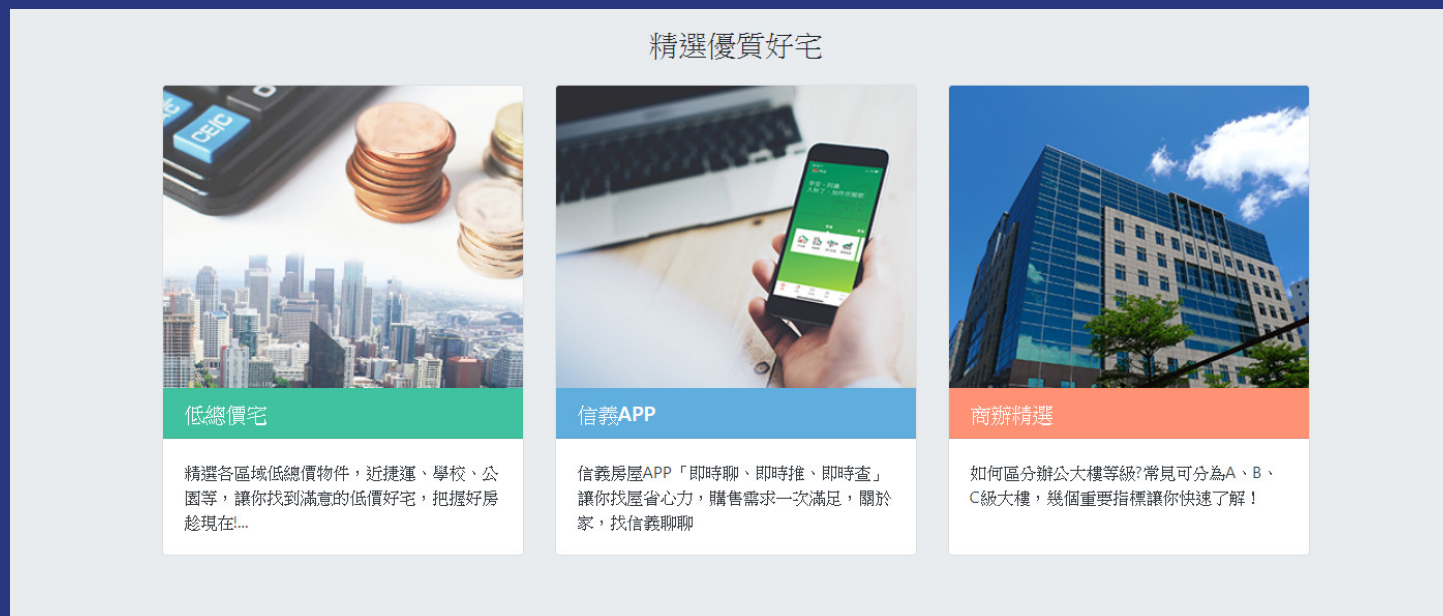 精選優質好宅
CE/C
低總價宅
信義APP
商辦精選
精選各區域低總價物件，近捷運、學校、公
園等，讓你找到滿意的低價好宅，把握好房
趁現在!...
信義房屋APP「即時聊、即時推、即時查」
讓你找屋省心力，購售需求一次滿足，關於
家，找信義聊聊
如何區分辦公大樓等級?常見可分為A、B、
C級大樓，幾個重要指標讓你快速了解！